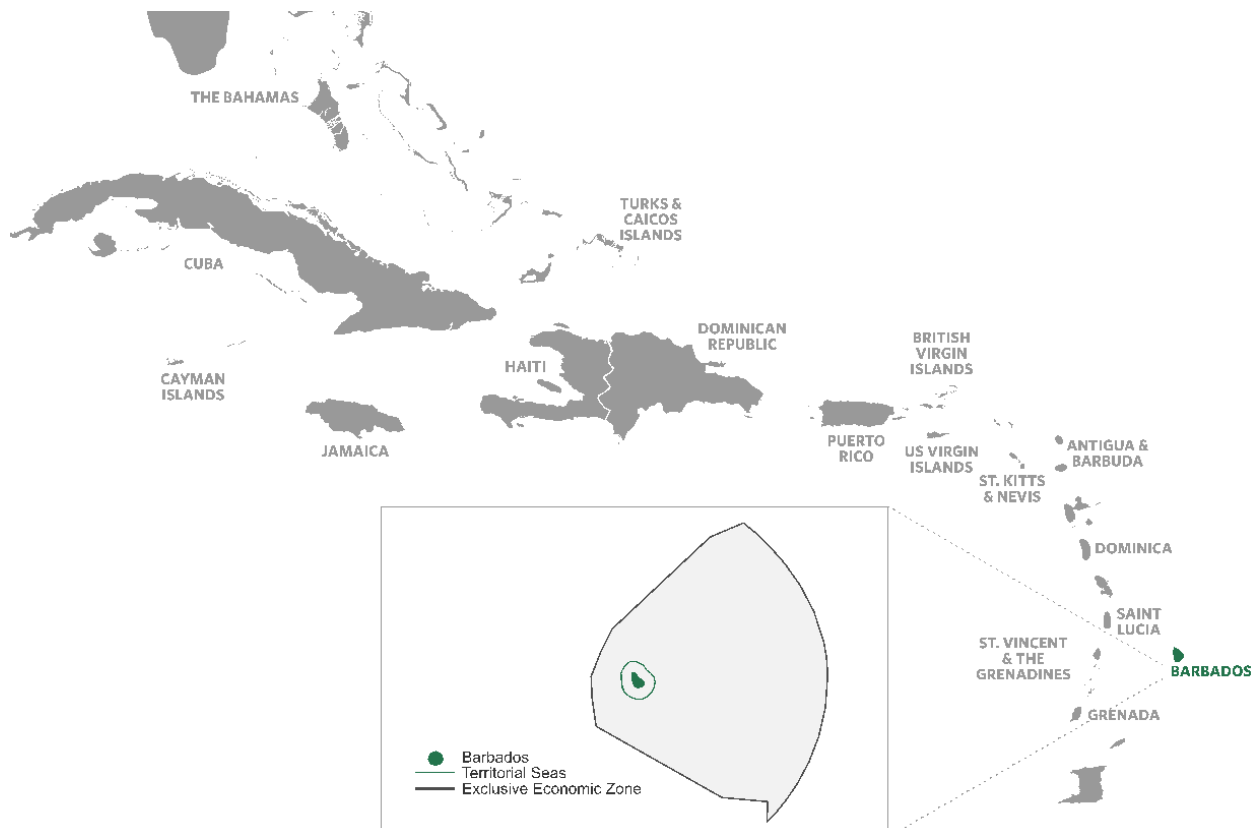 THE BAHAMAS
TURKS &
CAICOS
ISLANDS
CUBA
DOMINICAN
REPUBLIC
HAITI
BRITISH
VIRGIN
ISLANDS
CAYMAN
ISLANDS
JAMAICA
PUERTO
RICO
US VIRGIN
ISLANDS
ANTIGUA &
BARBUDA
ST. KITTS
& NEVIS
DOMINICA
SAINT
LUCIA
ST. VINCENT
& THE
GRENADINES
BARBADOS
GRENADA
Barbados
Territorial Seas
Exclusive Economic Zone